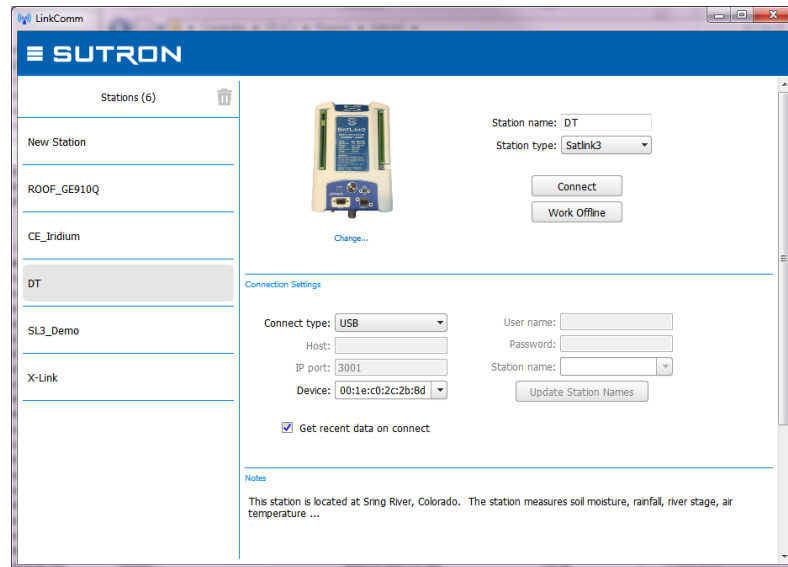 LinkComm
SUTRON
Stations (6)
New Station
ROOF_GE910Q
CE_Iridium
DT
SL3_Demo
X-Link
SATLINK3
Change...
Station name: DT
Station type: Satlink3
Connect
Work Offline
Connection Settings
Connect type: USB
Host:
IP port: 3001
Device: 00:1e:c0:2c:2b:8d
User name:
Password:
Station name:
Update Station Names
Get recent data on connect
Notes
This station is located at Sring River, Colorado. The station measures soil moisture, rainfall, river stage, air
temperature ...